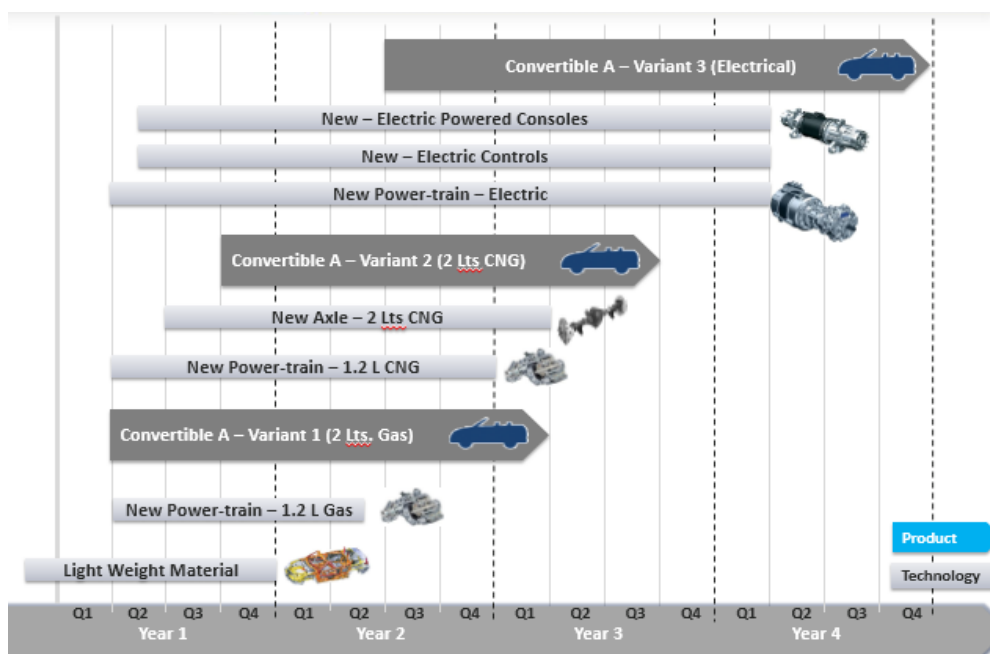 Convertible A – Variant 3 (Electrical)
New – Electric Powered Consoles
New – Electric Controls
New Power-train – Electric
Convertible A – Variant 2 (2 Lts CNG)
New Axle – 2 Lts CNG
New Power-train – 1.2 L CNG
Convertible A – Variant 1 (2 Lts. Gas)
New Power-train – 1.2 L Gas
Product
Light Weight Material
Technology
Q1 Q2 Q3 Q4 Q1 Q2 Q3 Q4 Q1 Q2 Q3 Q4 Q1 Q2 Q3 Q4
Year 1 Year 2 Year 3 Year 4